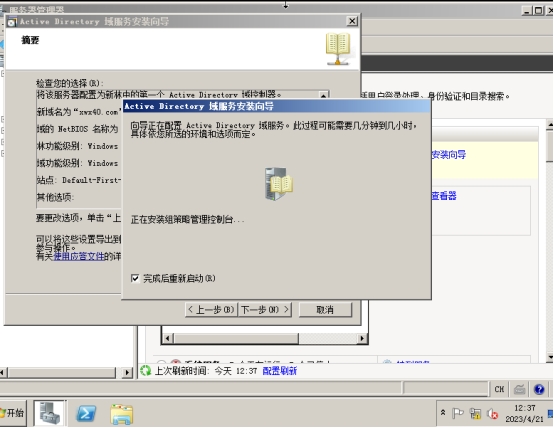 服务器管理器
Active Directory 域服务安装向导
摘要
检查您的选择(R):
将该服务器配置为新林中的第一个 Active Directory 域控制器。
新域名为“xwx40.com”
域的 NetBIOS 名称为
林功能级别: Windows
域功能级别: Windows
站点: Default-First-
其他选项:
要更改选项，单击“上
可以将这些设置导出到
参与操作。
有关使用应答文件的详
<上一步(B)
下一步(N)>
取消
Active Directory 域服务安装向导
向导正在配置 Active Directory 域服务。此过程可能需要几分钟到几小时，
具体依您所选的环境和选项而定。
正在安装组策略管理控制台...
完成后重新启动(R)
括用户登录处理、身份验证和目录搜索。
安装向导
查看器
上次刷新时间: 今天 12:37 配置刷新
CH
开始
12:37
2023/4/21